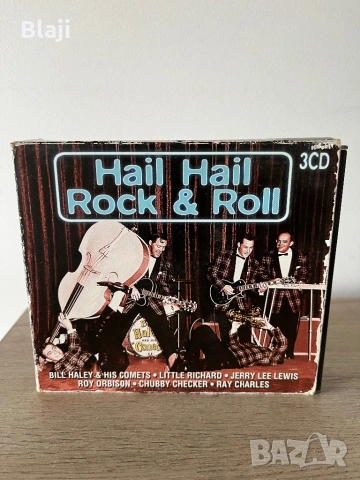 Blaji
Hail Hail
Rock & Roll
3CD
BILL HALEY & HIS COMETS • LITTLE RICHARD • JERRY LEE LEWIS
ROY ORBISON • CHUBBY CHECKER • RAY CHARLES
BAZAR